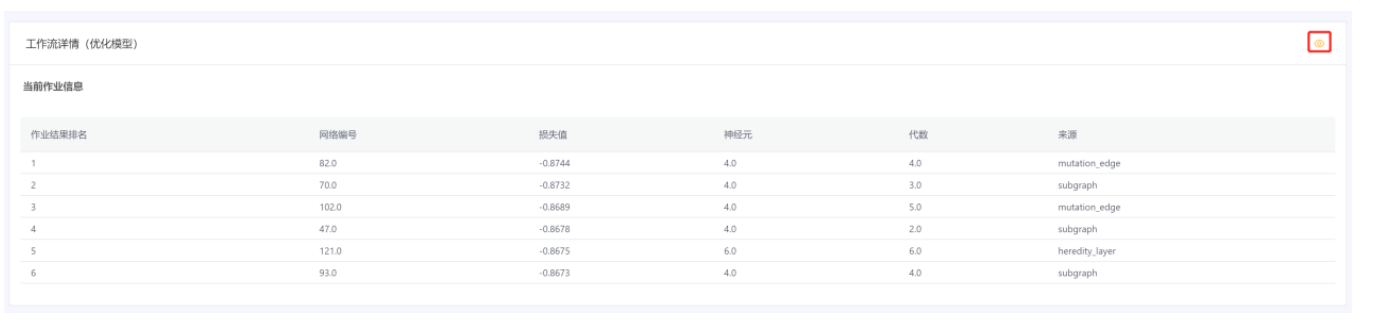 工作流详情（优化模型）
当前作业信息
作业结果排名 网络编号 损失值 神经元 代数 来源
1 82.0 -0.8744 4.0 4.0 mutation_edge
2 70.0 -0.8732 4.0 3.0 subgraph
3 102.0 -0.8689 4.0 5.0 mutation_edge
4 47.0 -0.8678 4.0 2.0 subgraph
5 121.0 -0.8675 6.0 6.0 heredity_layer
6 93.0 -0.8673 4.0 4.0 subgraph